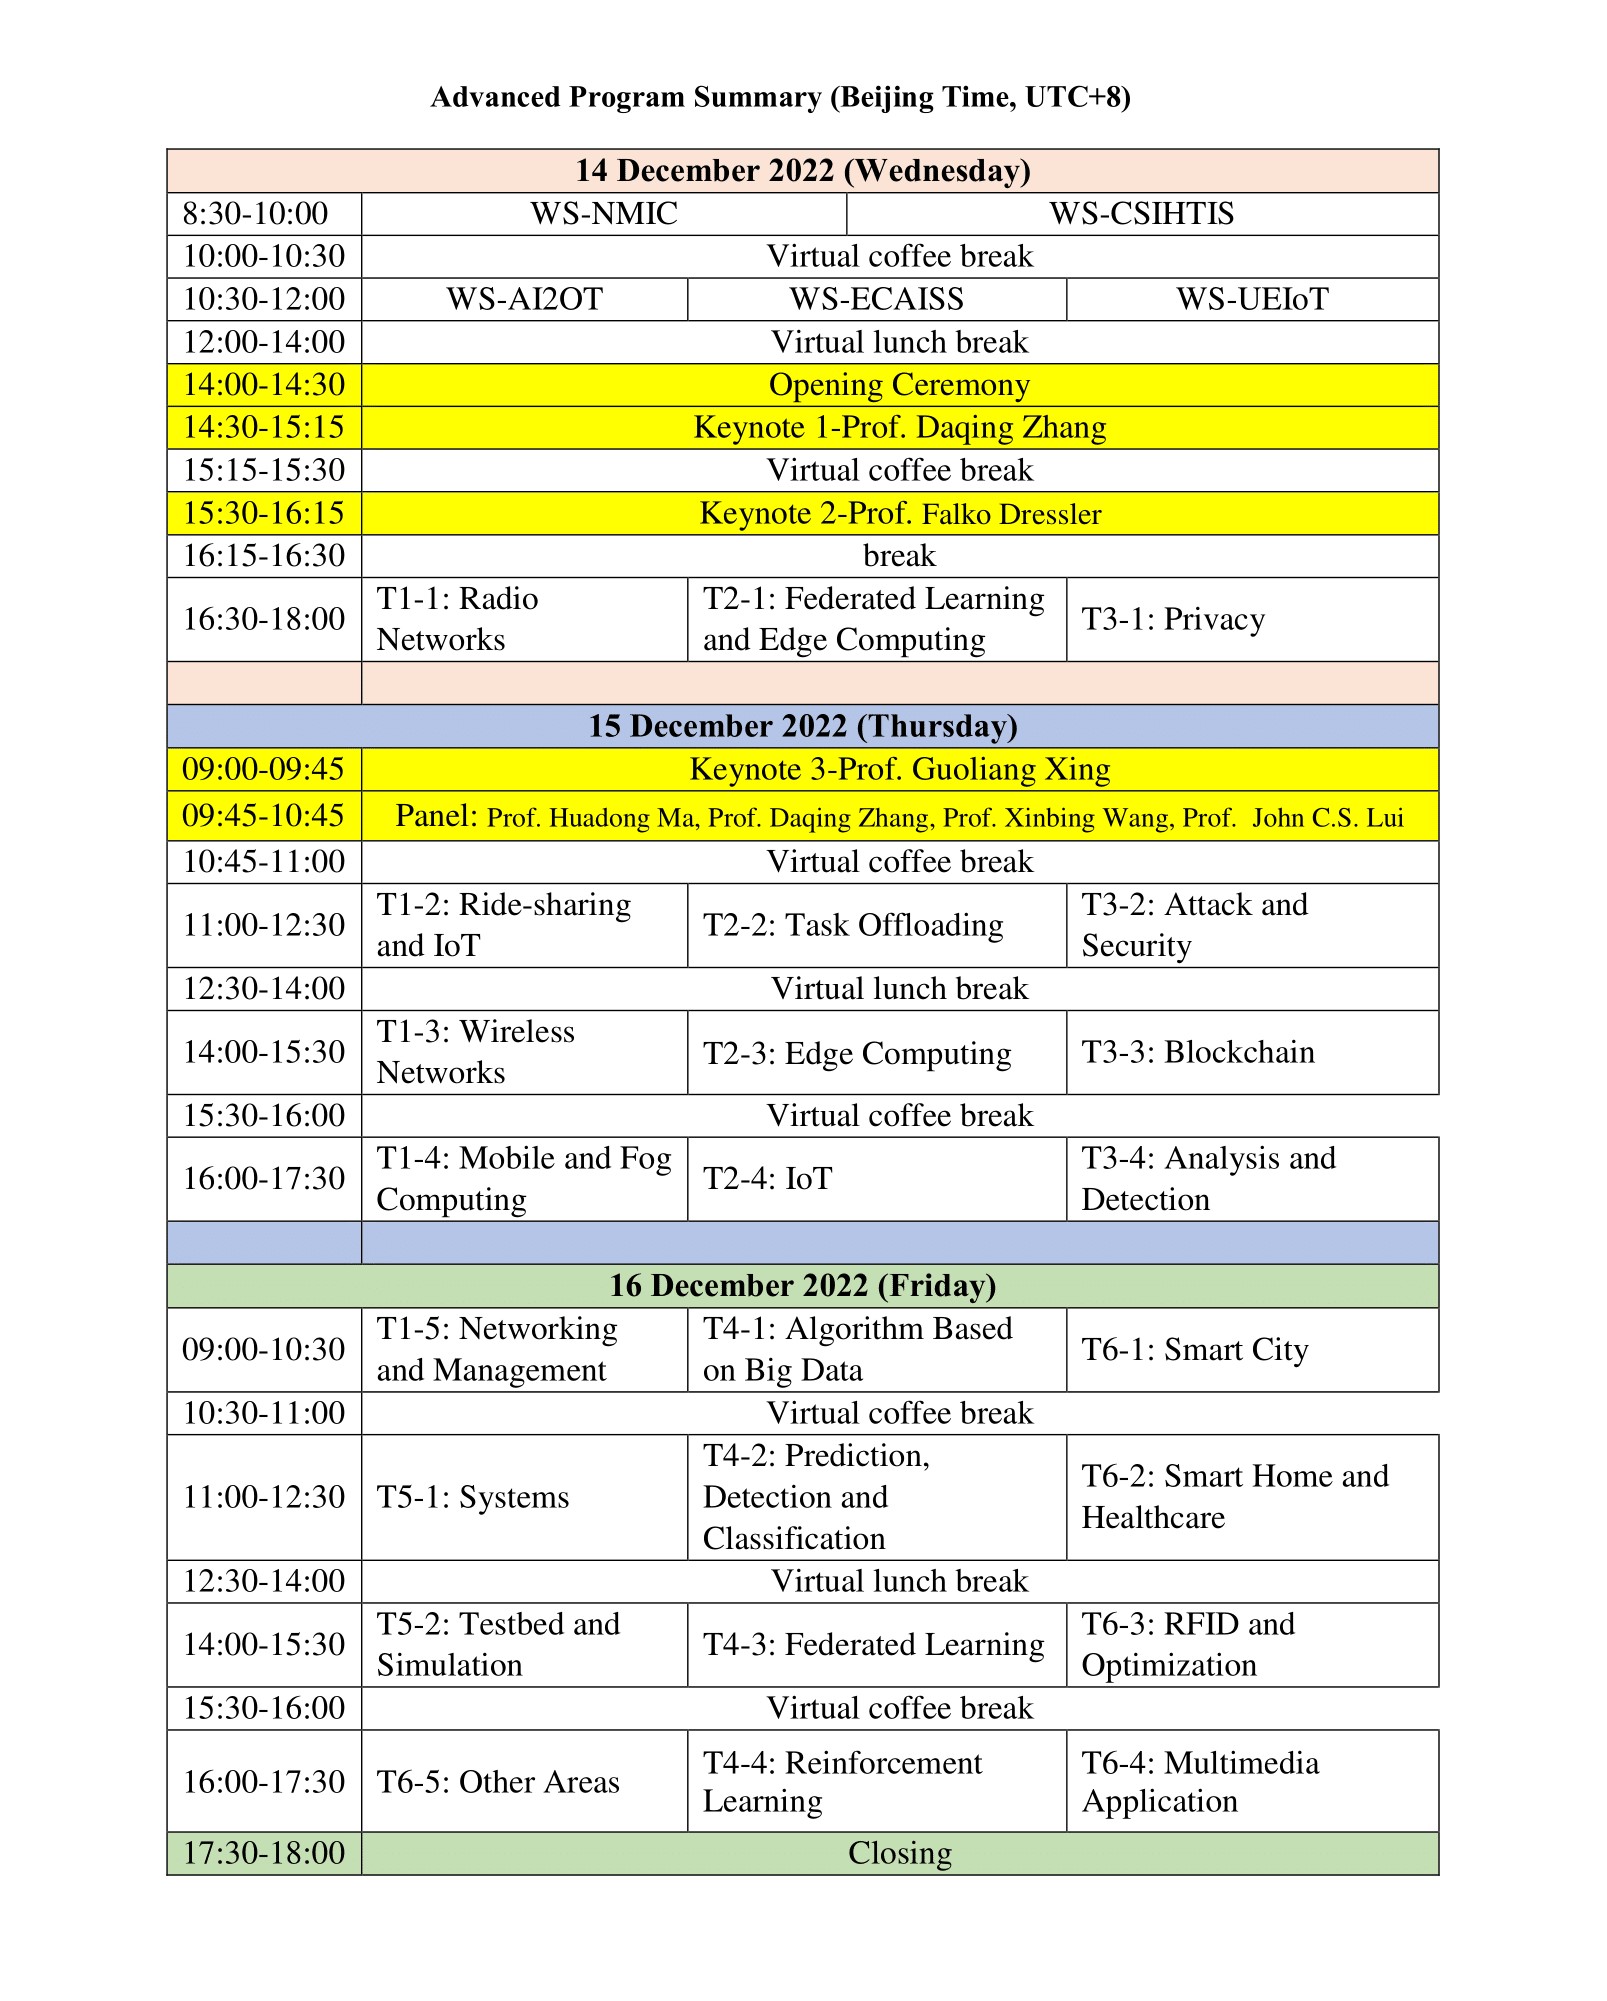 Advanced Program Summary (Beijing Time, UTC+8)
14 December 2022 (Wednesday)
8:30-10:00 WS-NMIC WS-CSIHTIS
10:00-10:30 Virtual coffee break
10:30-12:00 WS-AI2OT WS-ECAISS WS-UEIoT
12:00-14:00 Virtual lunch break
14:00-14:30 Opening Ceremony
14:30-15:15 Keynote 1-Prof. Daqing Zhang
15:15-15:30 Virtual coffee break
15:30-16:15 Keynote 2-Prof. Falko Dressler
16:15-16:30 break
16:30-18:00
T1-1: Radio
Networks
T2-1: Federated Learning
and Edge Computing
T3-1: Privacy
15 December 2022 (Thursday)
09:00-09:45 Keynote 3-Prof. Guoliang Xing
09:45-10:45 Panel: Prof. Huadong Ma, Prof. Daqing Zhang, Prof. Xinbing Wang, Prof. John C.S. Lui
10:45-11:00 Virtual coffee break
11:00-12:30
T1-2: Ride-sharing
and IoT
T2-2: Task Offloading
T3-2: Attack and
Security
12:30-14:00 Virtual lunch break
14:00-15:30
T1-3: Wireless
Networks
T2-3: Edge Computing
T3-3: Blockchain
15:30-16:00 Virtual coffee break
16:00-17:30
T1-4: Mobile and Fog
Computing
T2-4: IoT
T3-4: Analysis and
Detection
16 December 2022 (Friday)
09:00-10:30
T1-5: Networking
and Management
T4-1: Algorithm Based
on Big Data
T6-1: Smart City
10:30-11:00 Virtual coffee break
11:00-12:30
T5-1: Systems
T4-2: Prediction,
Detection and
Classification
T6-2: Smart Home and
Healthcare
12:30-14:00 Virtual lunch break
14:00-15:30
T5-2: Testbed and
Simulation
T4-3: Federated Learning
T6-3: RFID and
Optimization
15:30-16:00 Virtual coffee break
16:00-17:30
T6-5: Other Areas
T4-4: Reinforcement
Learning
T6-4: Multimedia
Application
17:30-18:00 Closing